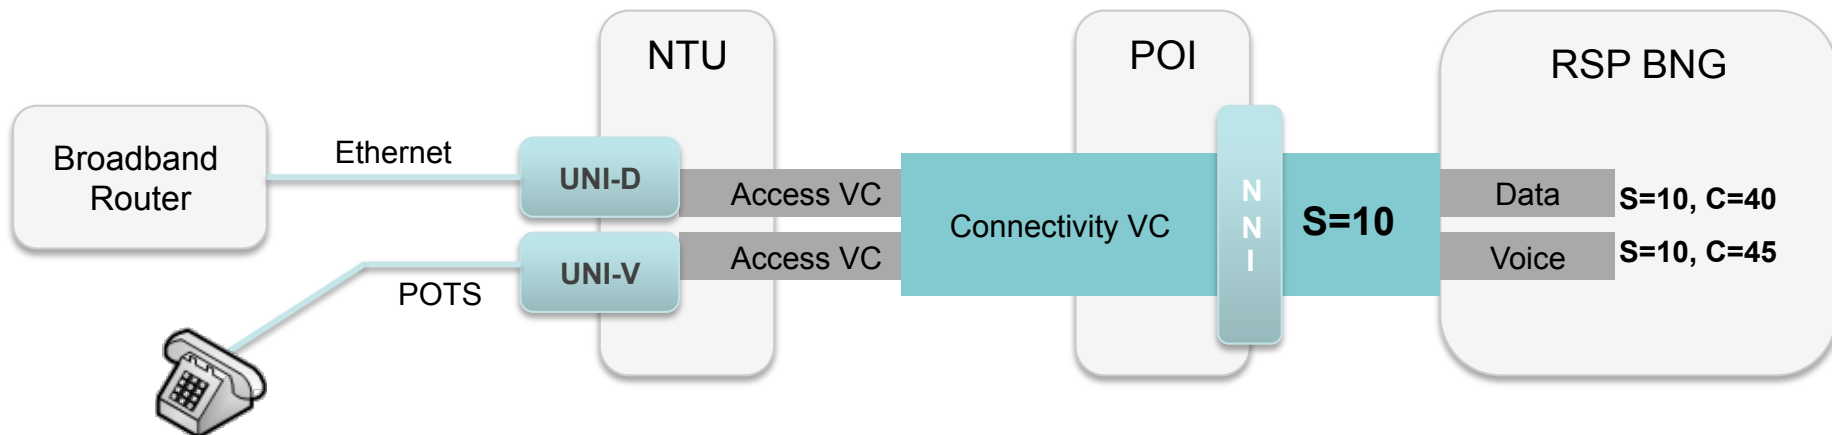 NTU
POI
RSP BNG
Broadband
Router
Ethernet
UNI-D
Access VC
Connectivity VC
N
N
I
S=10
Data
S=10, C=40
POTS
UNI-V
Access VC
Voice
S=10, C=45